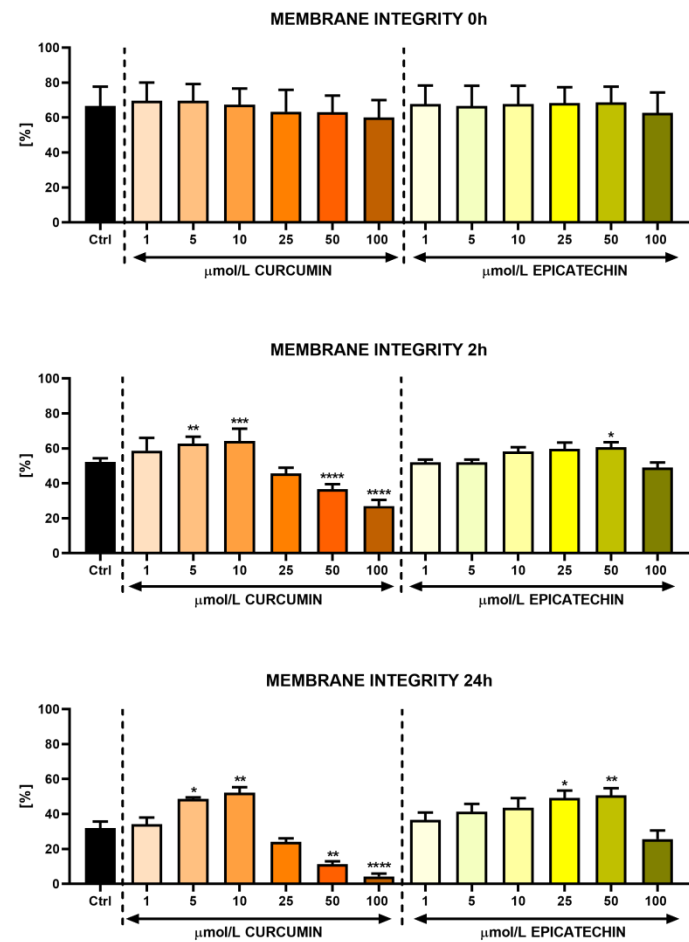 MEMBRANE INTEGRITY 0h
100
80
60
40
20
0
[%]
Ctrl 1 5 10 25 50 100 1 5 10 25 50 100
μmol/L CURCUMIN μmol/L EPICATECHIN
MEMBRANE INTEGRITY 2h
100
80
60
40
20
0
[%]
** *** **** **** *
Ctrl 1 5 10 25 50 100 1 5 10 25 50 100
μmol/L CURCUMIN μmol/L EPICATECHIN
MEMBRANE INTEGRITY 24h
100
80
60
40
20
0
[%]
* ** ** **** * **
Ctrl 1 5 10 25 50 100 1 5 10 25 50 100
μmol/L CURCUMIN μmol/L EPICATECHIN